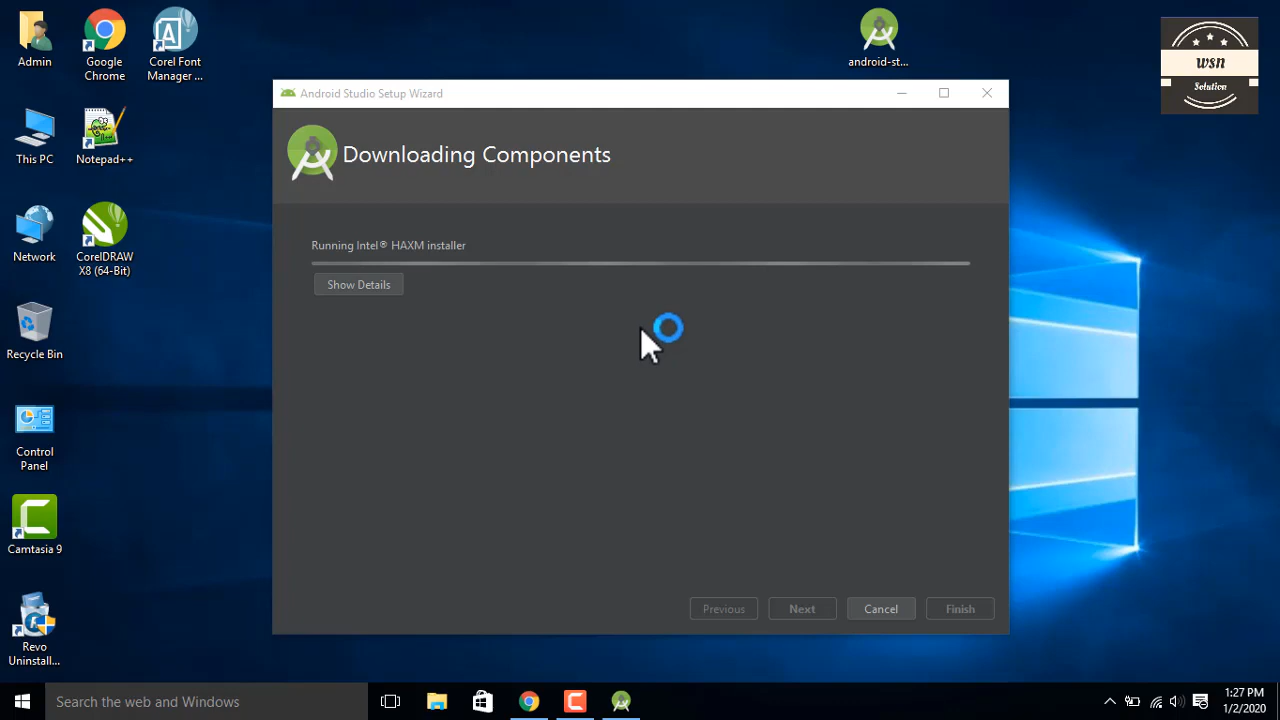 Admin
Google
Chrome
Corel Font
Manager ...
android-st...
wsn
Solution
Android Studio Setup Wizard
This PC
Notepad++
Downloading Components
Network
CorelDRAW
X8 (64-Bit)
Running Intel® HAXM installer
Show Details
Recycle Bin
Control
Panel
Camtasia 9
Previous
Next
Cancel
Finish
Revo
Uninstall...
Search the web and Windows
1:27 PM
1/2/2020